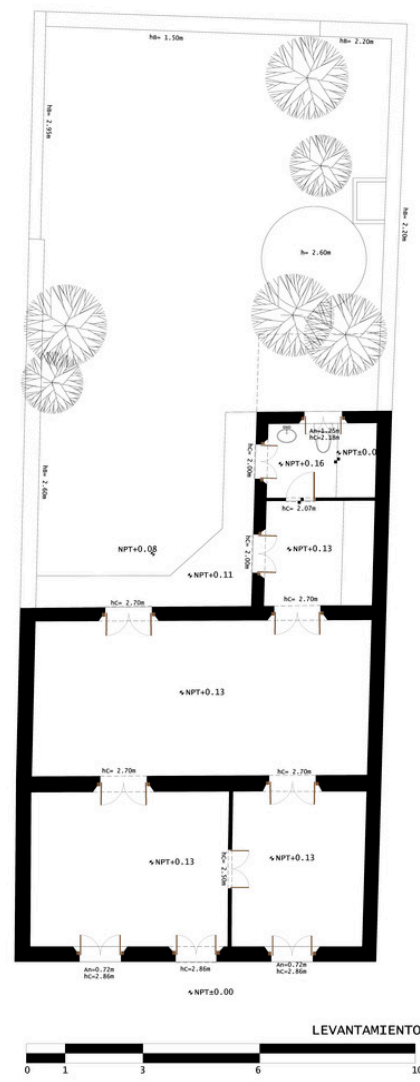 hB= 1.50m
hB= 2.20m
hB= 2.95m
hB= 2.20m
h= 2.60m
An=1.25m
hC= 2.18m
hC= 2.00m
NPT+0.16
NPT±0.0
hB= 2.60m
hC= 2.07m
hC= 2.00m
NPT+0.13
NPT+0.08
NPT+0.11
hC= 2.70m
hC= 2.70m
NPT+0.13
hC= 2.70m
hC= 2.70m
NPT+0.13
NPT+0.13
hC= 2.50m
An=0.72m
hC=2.86m
hC=2.86m
An=0.72m
hC=2.86m
NPT±0.00
LEVANTAMIENTO
0 1 3 6 10